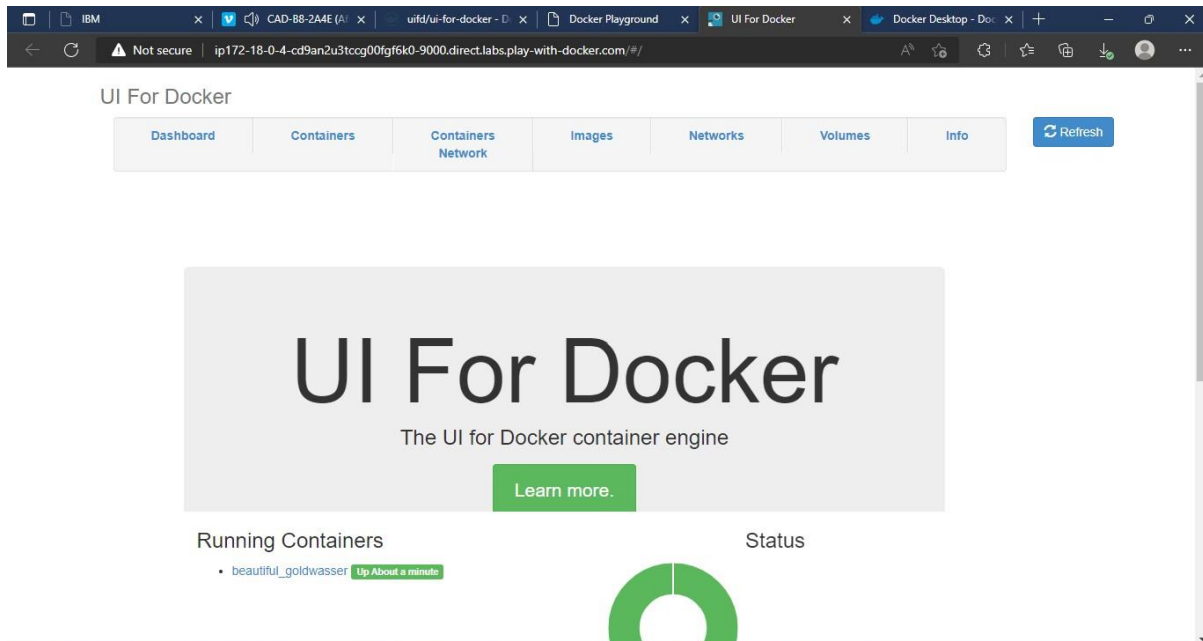 IBM
CAD-B8-2A4E (A
uifd/ui-for-docker - D
Docker Playground
UI For Docker
Docker Desktop - Doc
Not secure | ip172-18-0-4-cd9an2u3tccg00fgf6k0-9000.direct.labs.play-with-docker.com/#/
UI For Docker
Dashboard
Containers
Containers
Network
Images
Networks
Volumes
Info
Refresh
UI For Docker
The UI for Docker container engine
Learn more.
Running Containers
beautiful_goldwasser Up About a minute
Status